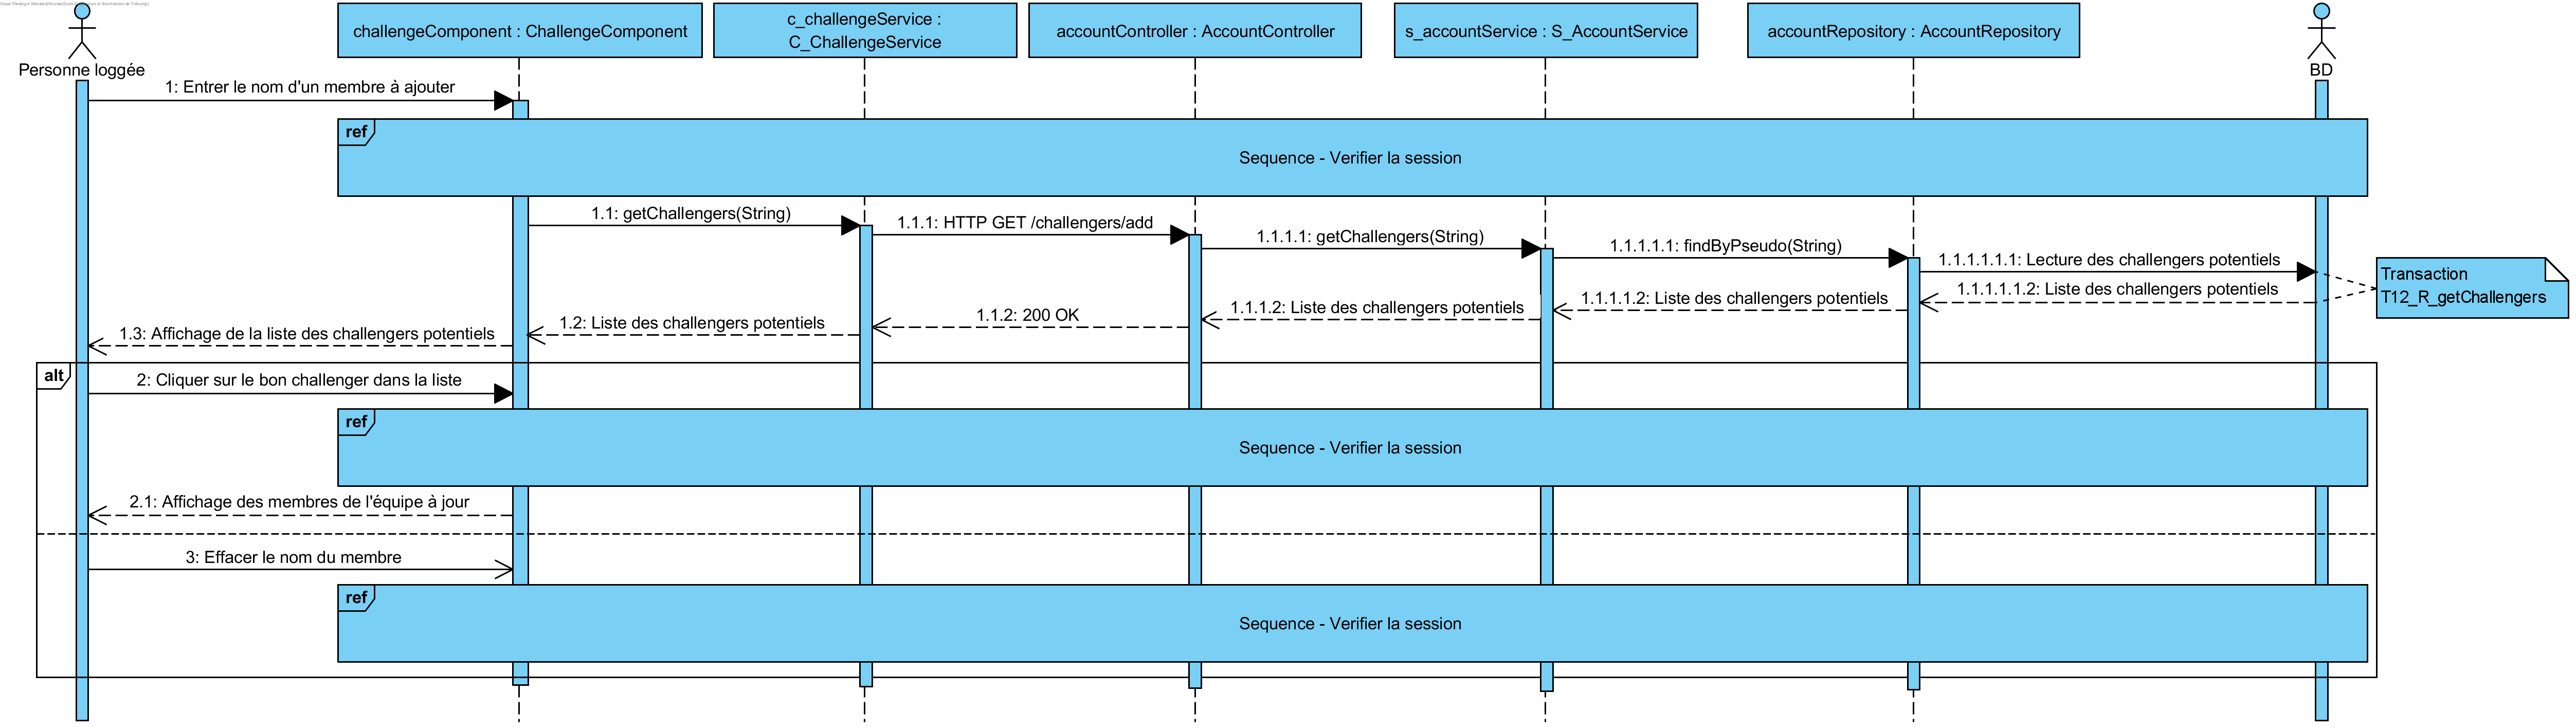 Personne loggée
challengeComponent : ChallengeComponent
c_challengeService :
C_ChallengeService
accountController : AccountController
s_accountService : S_AccountService
accountRepository : AccountRepository
BD
1: Entrer le nom d'un membre à ajouter
ref
Sequence - Verifier la session
1.1: getChallengers(String)
1.1.1: HTTP GET /challengers/add
1.1.1.1: getChallengers(String)
1.1.1.1.1: findByPseudo(String)
1.1.1.1.1.1: Lecture des challengers potentiels
Transaction
T12_R_getChallengers
1.1.1.1.1.2: Liste des challengers potentiels
1.1.1.1.2: Liste des challengers potentiels
1.1.1.2: Liste des challengers potentiels
1.1.2: 200 OK
1.2: Liste des challengers potentiels
1.3: Affichage de la liste des challengers potentiels
alt
2: Cliquer sur le bon challenger dans la liste
ref
Sequence - Verifier la session
2.1: Affichage des membres de l'équipe à jour
3: Effacer le nom du membre
ref
Sequence - Verifier la session